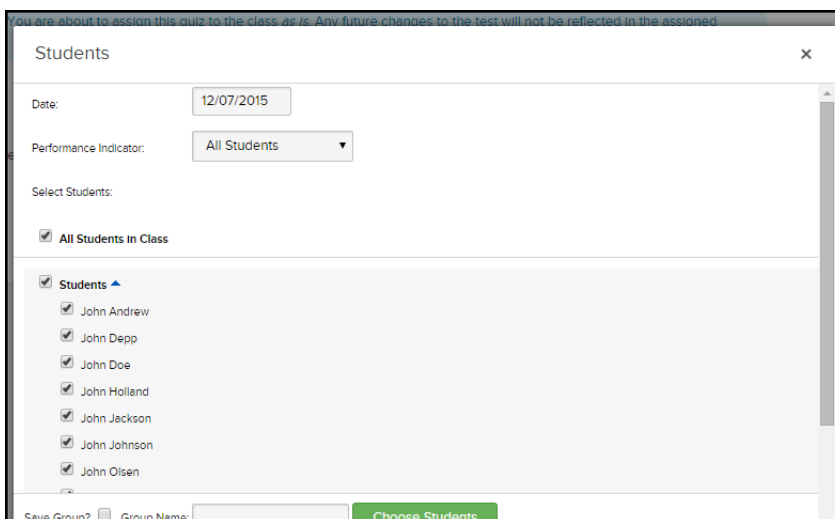 You are about to assign this quiz to the class as is. Any future changes to the test will not be reflected in the assigned
Students
×
Date: 12/07/2015
Performance Indicator: All Students
Select Students:
All Students in Class
Students
John Andrew
John Depp
John Doe
John Holland
John Jackson
John Johnson
John Olsen
Save Group? Group Name: Choose Students